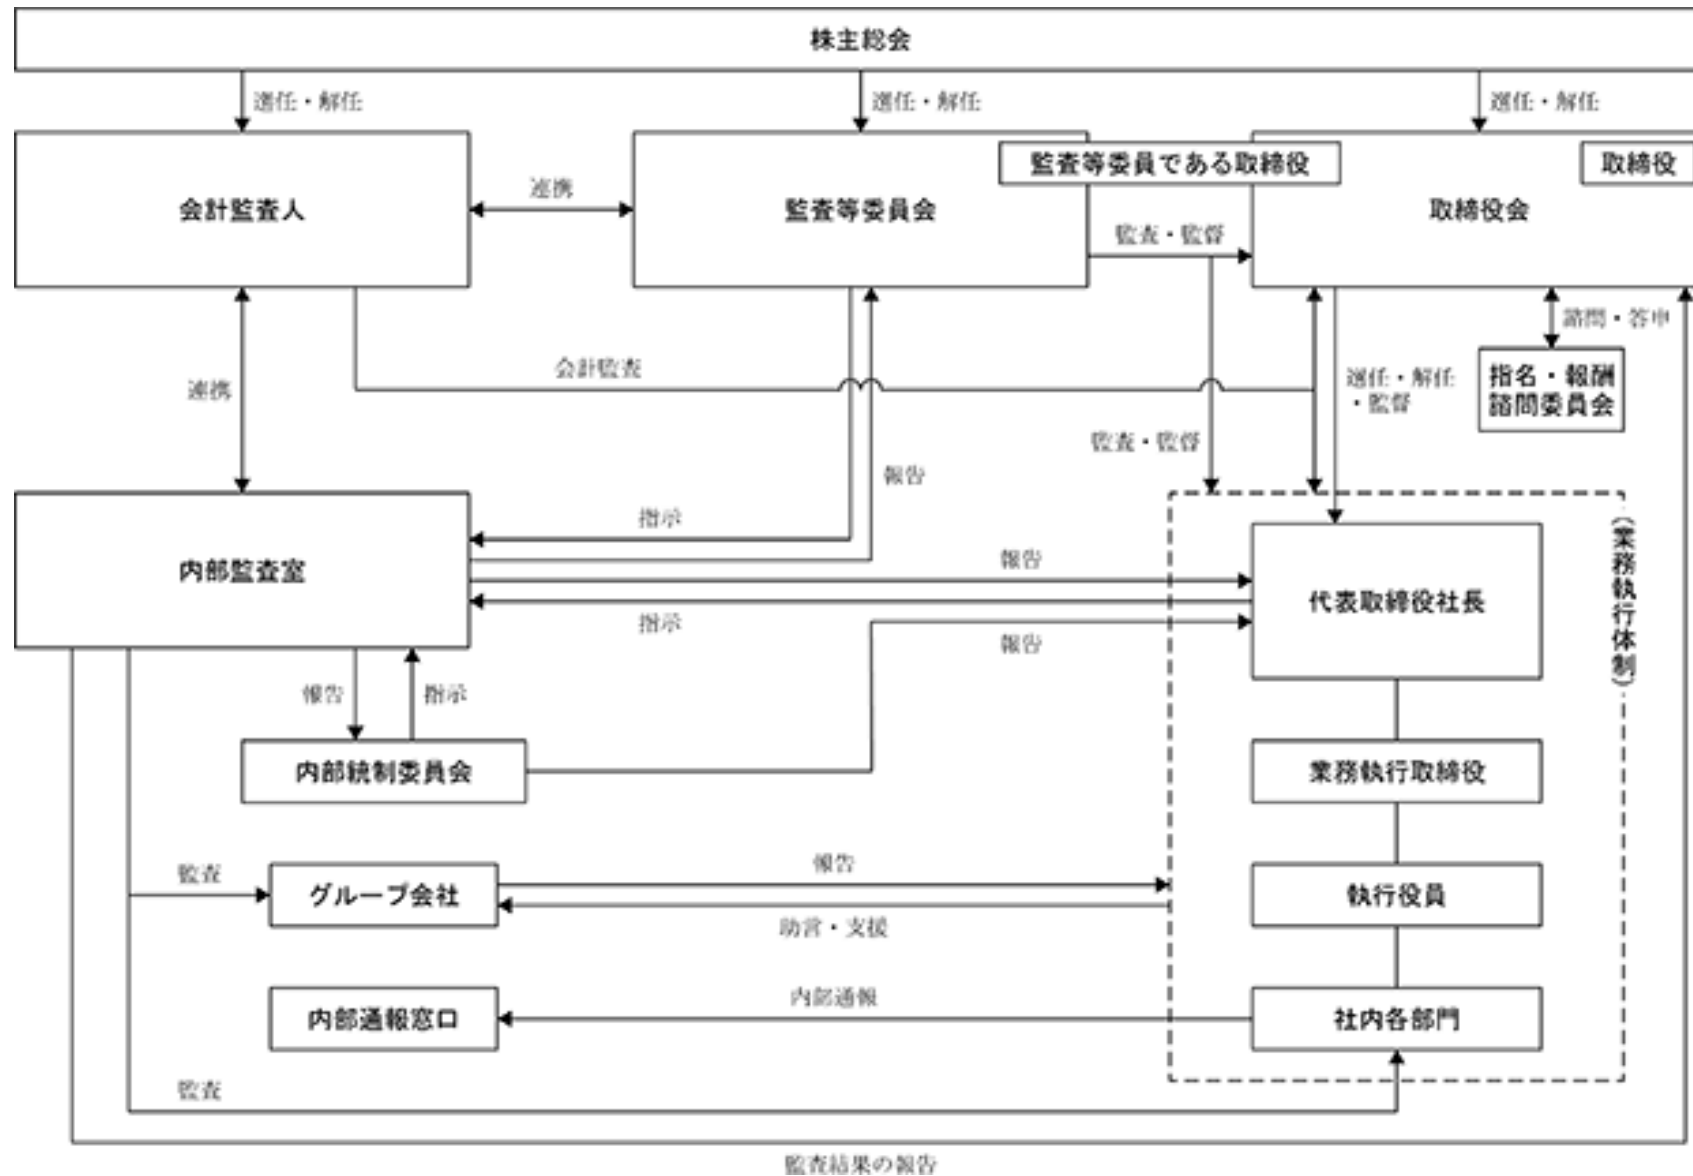 株主総会
選任・解任
選任・解任
選任・解任
監査等委員である取締役
取締役
会計監査人
連携
監査等委員会
取締役会
監査・監督
諮問・答申
会計監査
連携
選任・解任
・監督
指名・報酬
諮問委員会
監査・監督
報告
指示
(業務執行体制)
内部監査室
報告
代表取締役社長
指示
報告
報告
指示
内部統制委員会
業務執行取締役
監査
グループ会社
報告
執行役員
助言・支援
内部通報窓口
内部通報
社内各部門
監査
監査結果の報告